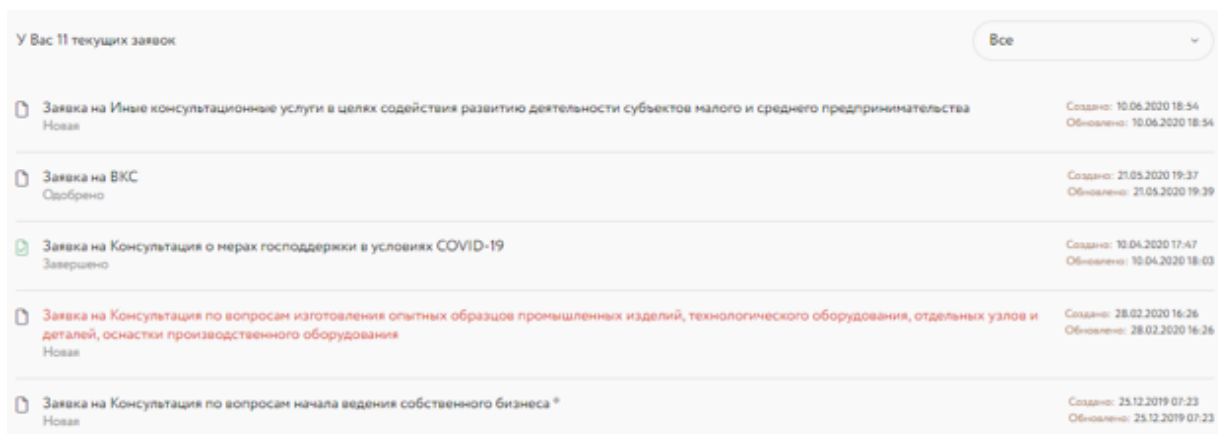 У Вас 11 текущих заявок
Все
Заявка на Иные консультационные услуги в целях содействия развитию деятельности субъектов малого и среднего предпринимательства
Новая
Создано: 10.06.2020 18:54
Обновлено: 10.06.2020 18:54
Заявка на ВКС
Одобрено
Создано: 21.05.2020 19:37
Обновлено: 21.05.2020 19:39
Заявка на Консультация о мерах господдержки в условиях COVID-19
Завершено
Создано: 10.04.2020 17:47
Обновлено: 10.04.2020 18:03
Заявка на Консультация по вопросам изготовления опытных образцов промышленных изделий, технологического оборудования, отдельных узлов и
деталей, оснастки производственного оборудования
Новая
Создано: 28.02.2020 16:26
Обновлено: 28.02.2020 16:26
Заявка на Консультация по вопросам начала ведения собственного бизнеса *
Новая
Создано: 25.12.2019 07:23
Обновлено: 25.12.2019 07:23